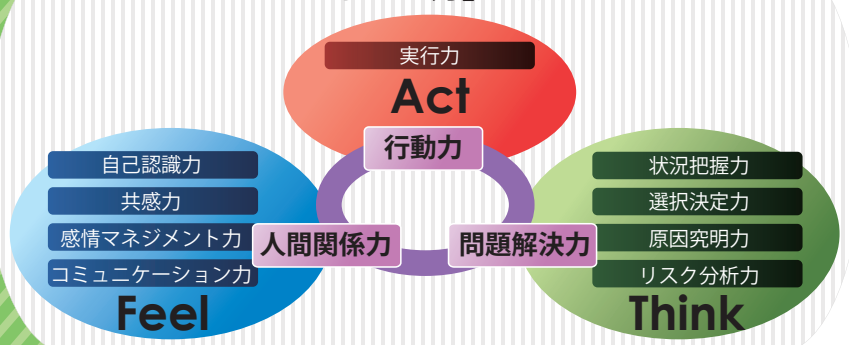 実行力
Act
行動力
自己認識力
共感力
感情マネジメント力
コミュニケーション力
Feel
人間関係力
問題解決力
状況把握力
選択決定力
原因究明力
リスク分析力
Think